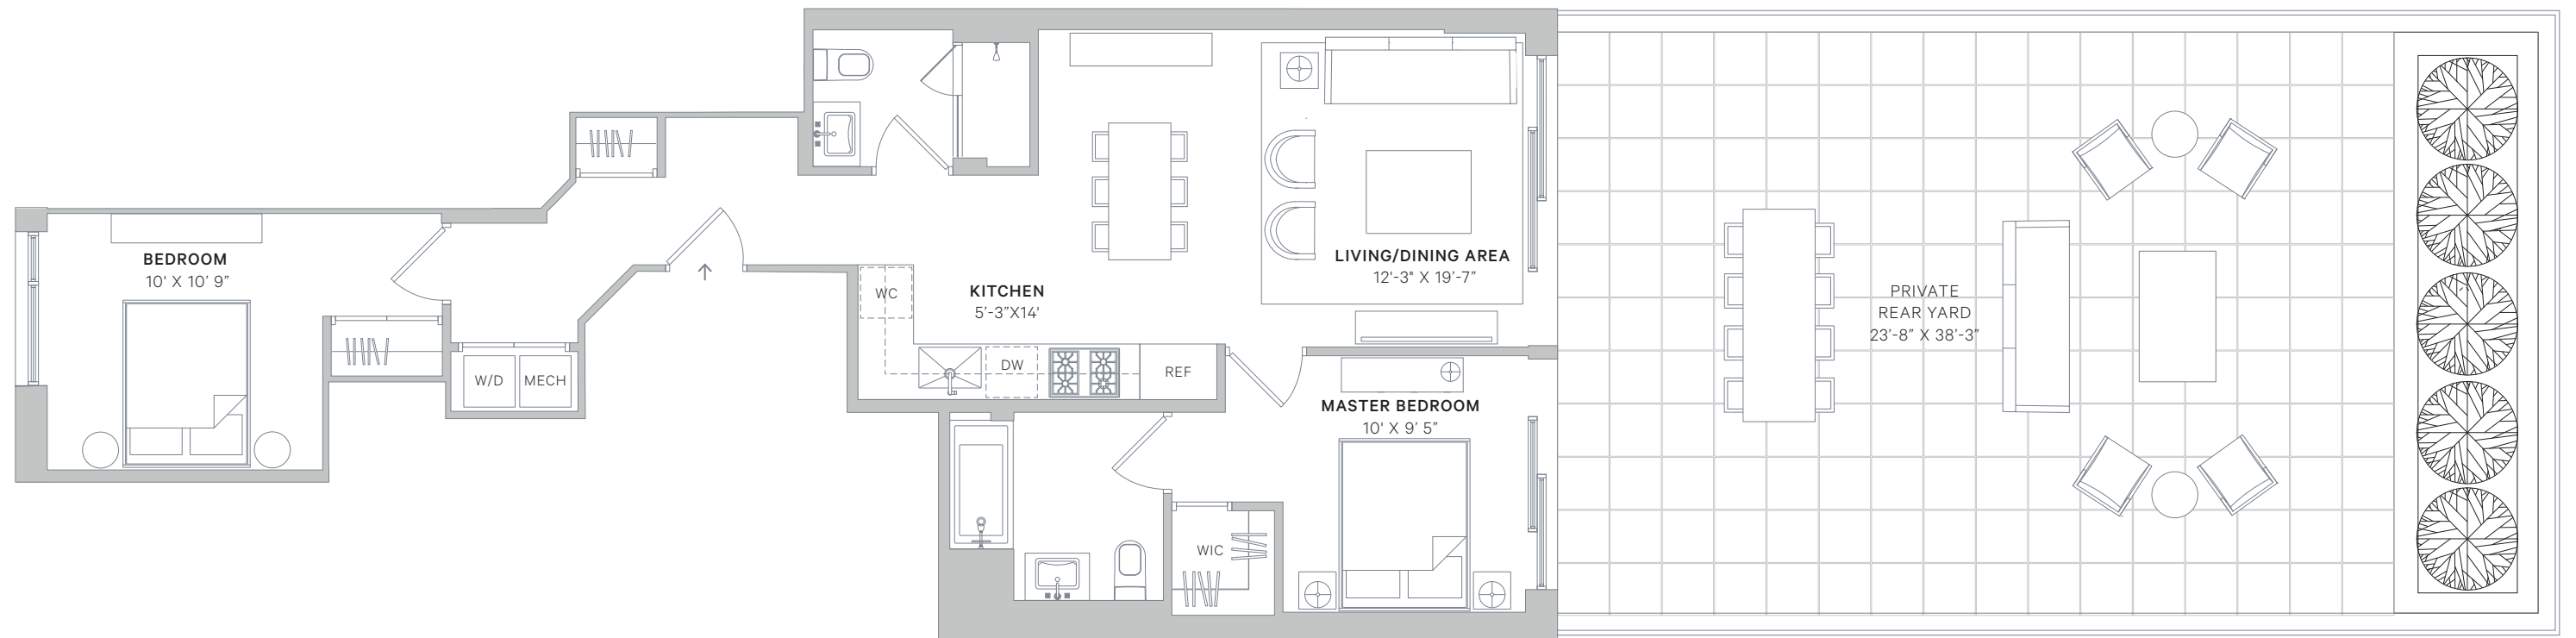 BEDROOM
10' X 10’ 9”
W/D
MECH
WC
KITCHEN
5’-3”X14'
DW
REF
LIVING/DINING AREA
12'-3" X 19’-7”
MASTER BEDROOM
10' X 9’ 5”
WIC
PRIVATE
REAR YARD
23’-8” X 38’-3”